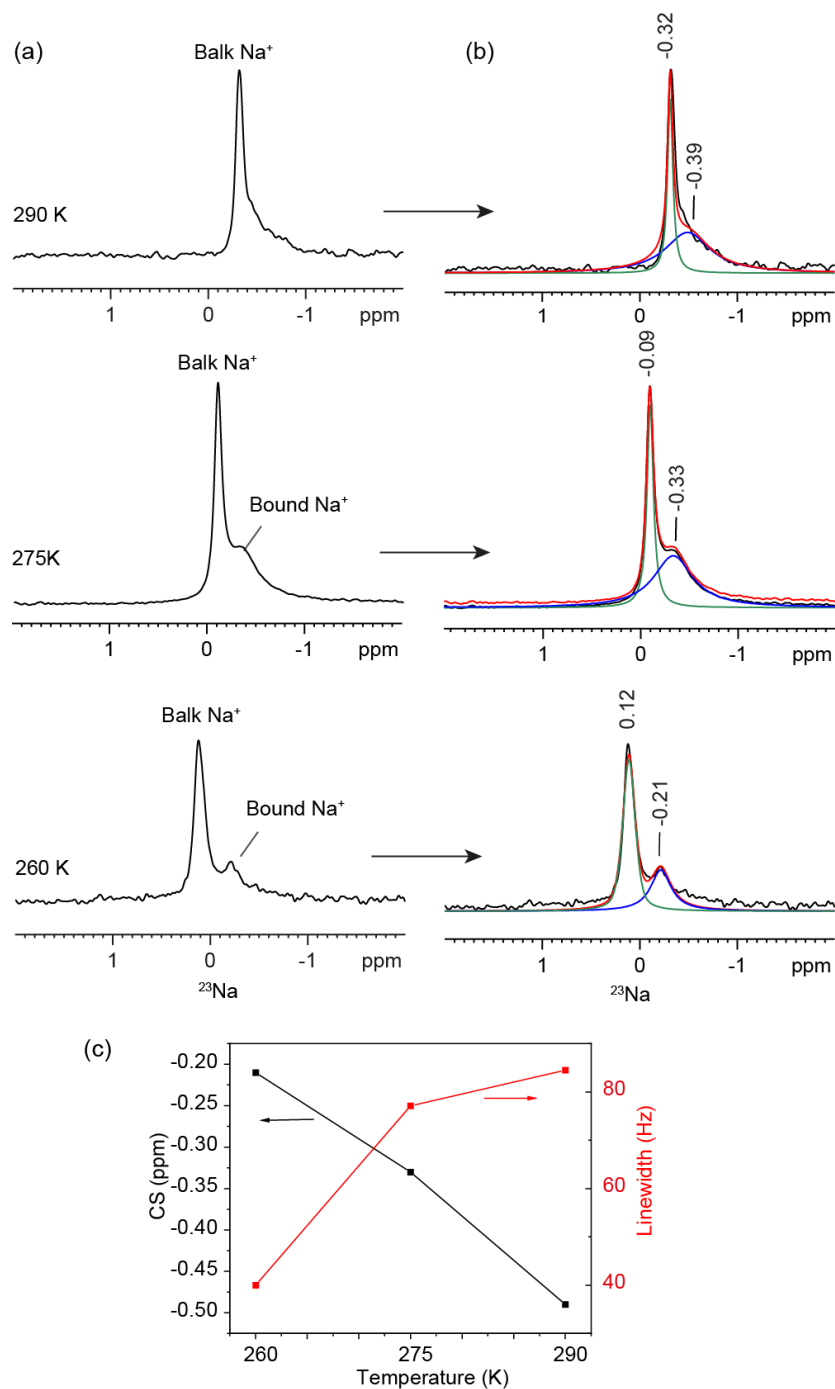 (a)
Balk Na⁺
290 K
1 0 -1 ppm
(b)
-0.32
-0.39
1 0 -1 ppm
Balk Na⁺
Bound Na⁺
275K
1 0 -1 ppm
-0.09
-0.33
1 0 -1 ppm
Balk Na⁺
Bound Na⁺
260 K
1 0 -1 ppm
²³Na
0.12
-0.21
1 0 -1 ppm
²³Na
(c)
CS (ppm)
-0.20
-0.25
-0.30
-0.35
-0.40
-0.45
-0.50
80
60
40
Linewidth (Hz)
260 275 290
Temperature (K)